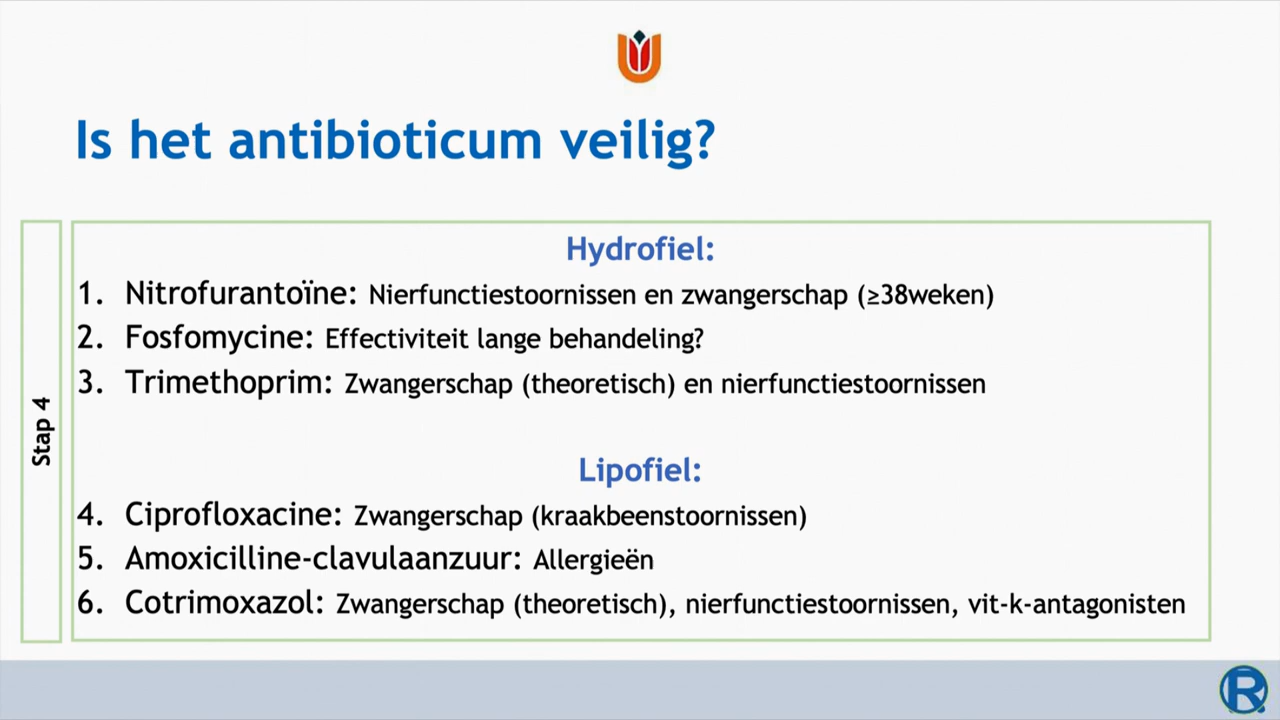 Is het antibioticum veilig?
Stap 4
Hydrofiel:
1. Nitrofurantoïne: Nierfunctiestoornissen en zwangerschap (≥38weken)
2. Fosfomycine: Effectiviteit lange behandeling?
3. Trimethoprim: Zwangerschap (theoretisch) en nierfunctiestoornissen
Lipofiel:
4. Ciprofloxacine: Zwangerschap (kraakbeenstoornissen)
5. Amoxicilline-clavulaanzuur: Allergieën
6. Cotrimoxazol: Zwangerschap (theoretisch), nierfunctiestoornissen, vit-k-antagonisten
R